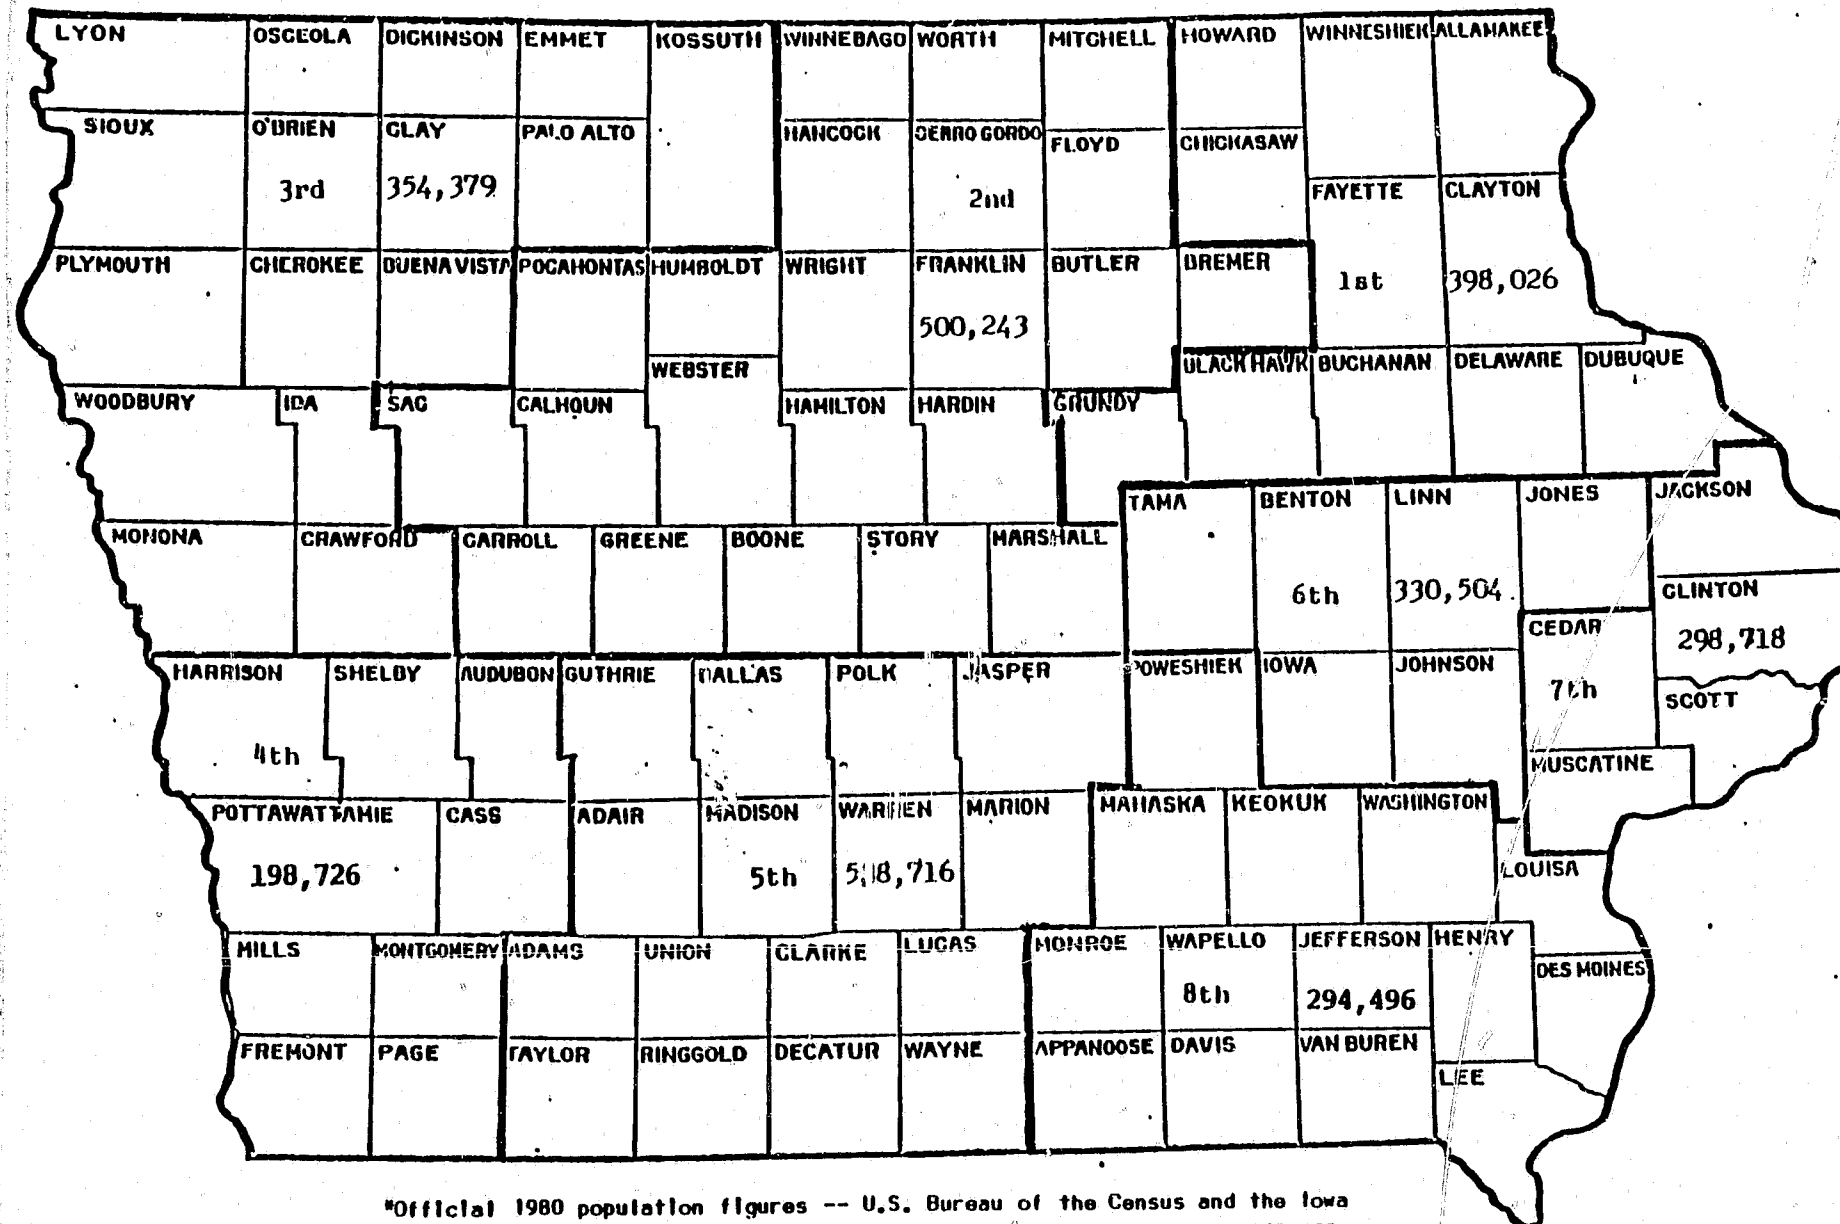 LYON OSCEOLA DICKINSON EMMET KOSSUTH WINNEBAGO WORTH MITCHELL HOWARD WINNESHIEK ALLAMAKEE
SIOUX O'BRIEN CLAY PALO ALTO HANCOCK CERRO GORDO FLOYD CHICKASAW
3rd 354,379 2nd
FAYETTE CLAYTON
PLYMOUTH CHEROKEE BUENA VISTA POCAHONTAS HUMBOLDT WRIGHT FRANKLIN BUTLER BREMER
1st 398,026
500,243
WEBSTER BLACK HAWK BUCHANAN DELAWARE DUBUQUE
WOODBURY IDA SAC CALHOUN HAMILTON HARDIN GRUNDY
TAMA BENTON LINN JONES JACKSON
MONONA CRAWFORD CARROLL GREENE BOONE STORY MARSHALL
6th 330,504 CLINTON
CEDAR 298,718
HARRISON SHELBY AUDUBON GUTHRIE DALLAS POLK JASPER POWESHIEK IOWA JOHNSON
7th SCOTT
4th MUSCATINE
POTTAWATTAMIE CASS ADAIR MADISON WARREN MARION MAHASKA KEOKUK WASHINGTON
198,726 5th LOUISA
MILLS MONTGOMERY ADAMS UNION CLARKE LUCAS MONROE WAPELLO JEFFERSON HENRY
DES MOINES
8th 294,496
FREMONT PAGE TAYLOR RINGGOLD DECATUR WAYNE APPANOOSE DAVIS VAN BUREN
LEE
*Official 1980 population figures -- U.S. Bureau of the Census and the Iowa